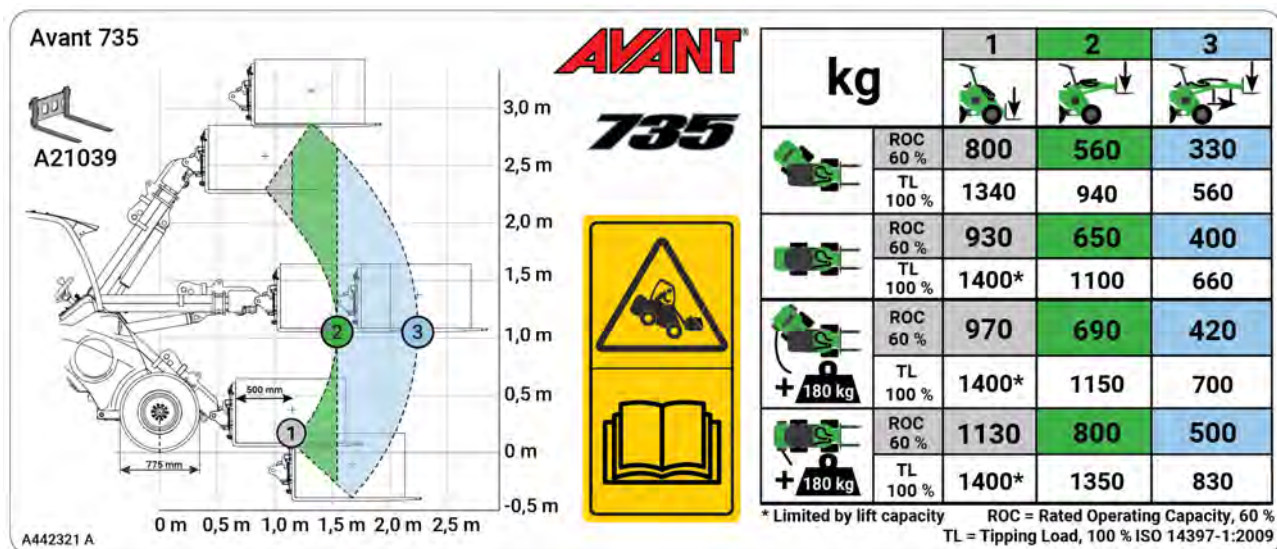 Avant 735
A21039
3,0 m
2,5 m
2,0 m
1,5 m
1,0 m
0,5 m
0 m
-0,5 m
2
3
500 mm
1
775 mm
0 m 0,5 m 1,0 m 1,5 m 2,0 m 2,5 m
A442321 A
AVANT®
735
kg 1 2 3
ROC 60 % 800 560 330
TL 100 % 1340 940 560
ROC 60 % 930 650 400
TL 100 % 1400* 1100 660
ROC 60 % 970 690 420
+ 180 kg TL 100 % 1400* 1150 700
ROC 60 % 1130 800 500
+ 180 kg TL 100 % 1400* 1350 830
* Limited by lift capacity ROC = Rated Operating Capacity, 60 %
TL = Tipping Load, 100 % ISO 14397-1:2009